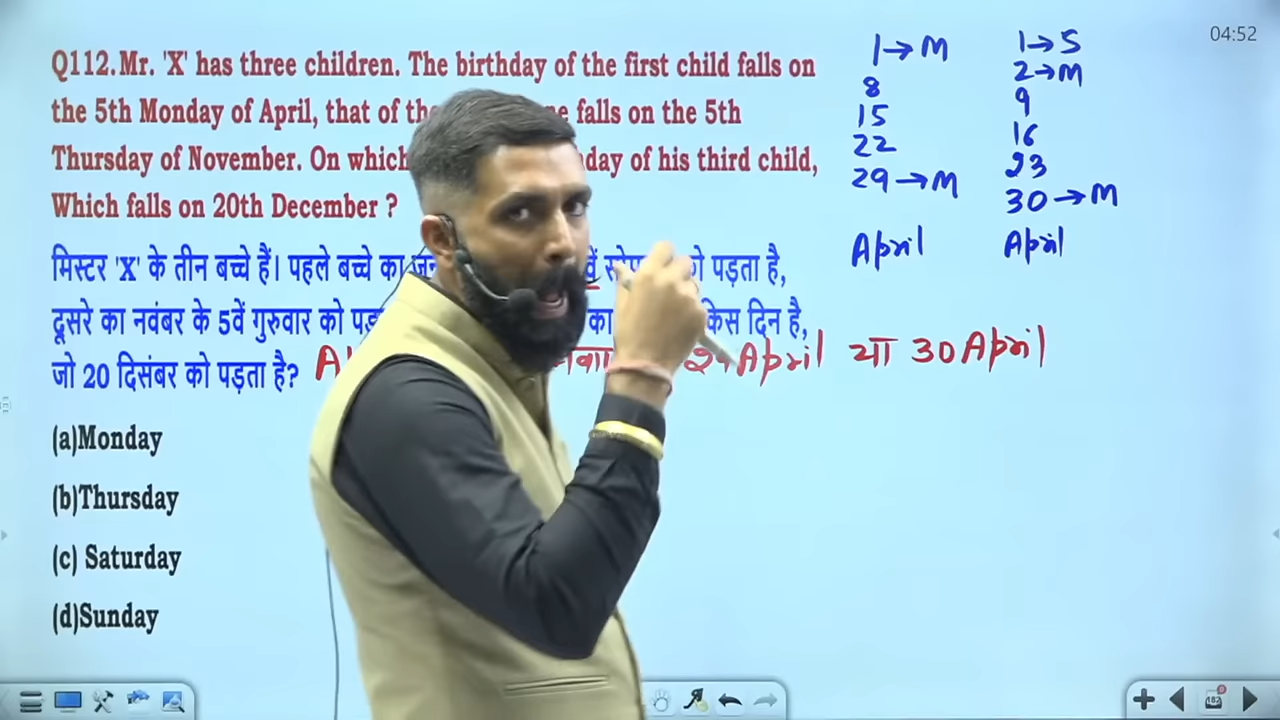 04:52
Q112.Mr. 'X' has three children. The birthday of the first child falls on
the 5th Monday of April, that of the falls on the 5th
Thursday of November. On which day of his third child,
Which falls on 20th December ?
मिस्टर 'X' के तीन बच्चे हैं। पहले बच्चे का को पड़ता है,
दूसरे का नवंबर के 5वें गुरुवार को का किस दिन है,
जो 20 दिसंबर को पड़ता है?
April या 30 April
(a)Monday
(b)Thursday
(c) Saturday
(d)Sunday
1→M
8
15
22
29→M
April
1→S
2→M
9
16
23
30→M
April